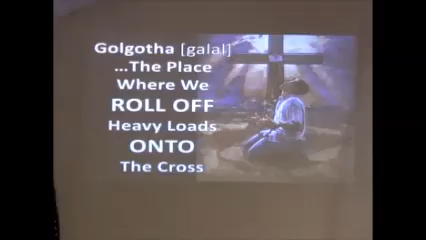 Golgotha [galal]
...The Place
Where We
ROLL OFF
Heavy Loads
ONTO
The Cross